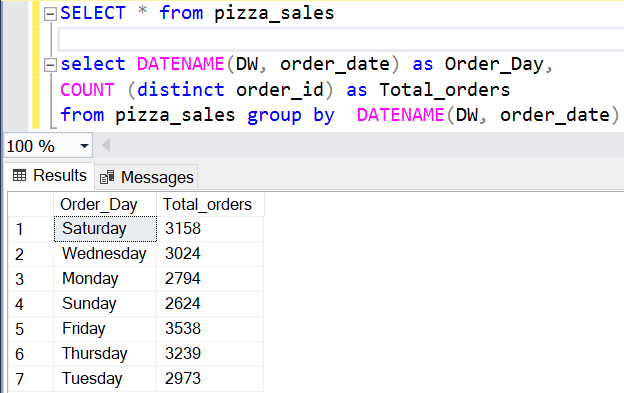 SELECT * from pizza_sales
select DATENAME(DW, order_date) as Order_Day,
COUNT (distinct order_id) as Total_orders
from pizza_sales group by  DATENAME(DW, order_date)
100 %
Results Messages
Order_Day Total_orders
1 Saturday 3158
2 Wednesday 3024
3 Monday 2794
4 Sunday 2624
5 Friday 3538
6 Thursday 3239
7 Tuesday 2973